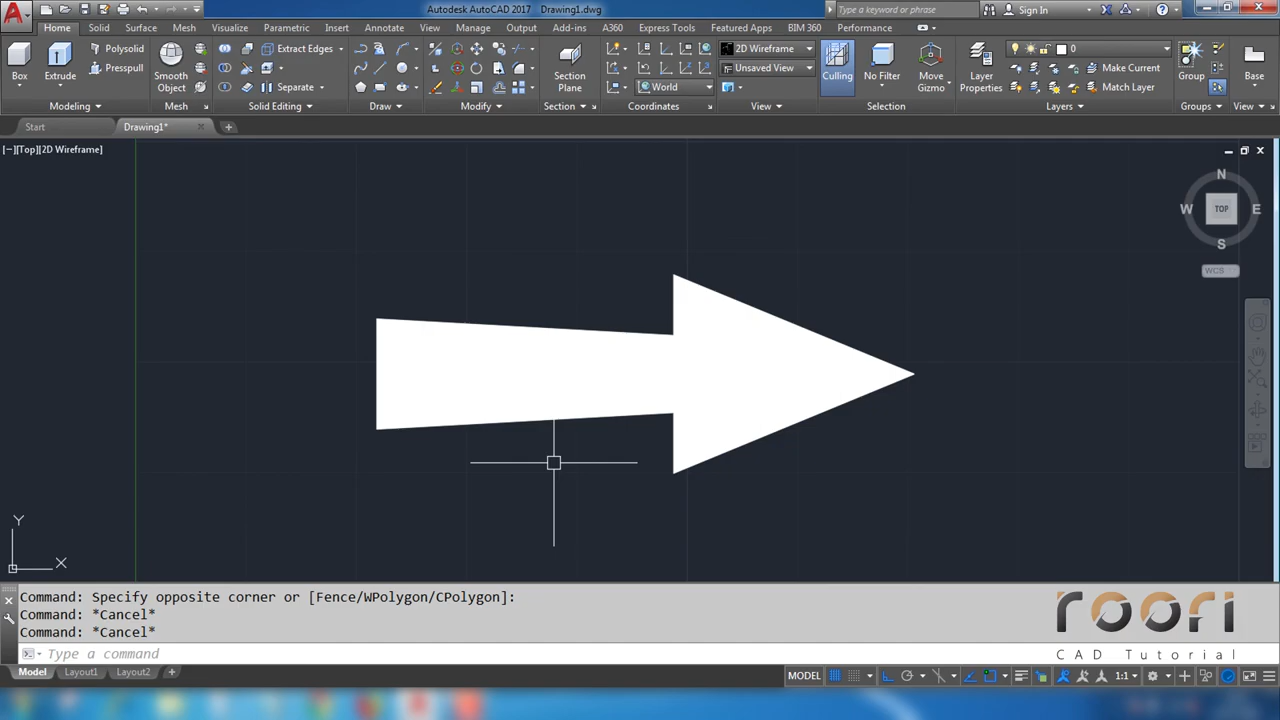 Autodesk AutoCAD 2017 Drawing1.dwg
Type a keyword or phrase
Sign In
Home Solid Surface Mesh Visualize Parametric Insert Annotate View Manage Output Add-ins A360 Express Tools Featured Apps BIM 360 Performance
Polysolid
Extrude Edges
2D Wireframe
0
Box
Extrude
Presspull
Smooth
Object
Separate
Section
Plane
Unsaved View
World
Culling
No Filter
Move
Gizmo
Layer
Properties
Make Current
Match Layer
Group
Base
Modeling
Mesh
Solid Editing
Draw
Modify
Section
Coordinates
View
Selection
Layers
Groups
View
Start
Drawing1*
[−][Top][2D Wireframe]
N
W
TOP
E
S
WCS
Y
X
Command: Specify opposite corner or [Fence/WPolygon/CPolygon]:
Command: *Cancel*
Command: *Cancel*
Type a command
roofi
CAD Tutorial
Model Layout1 Layout2
MODEL
1:1